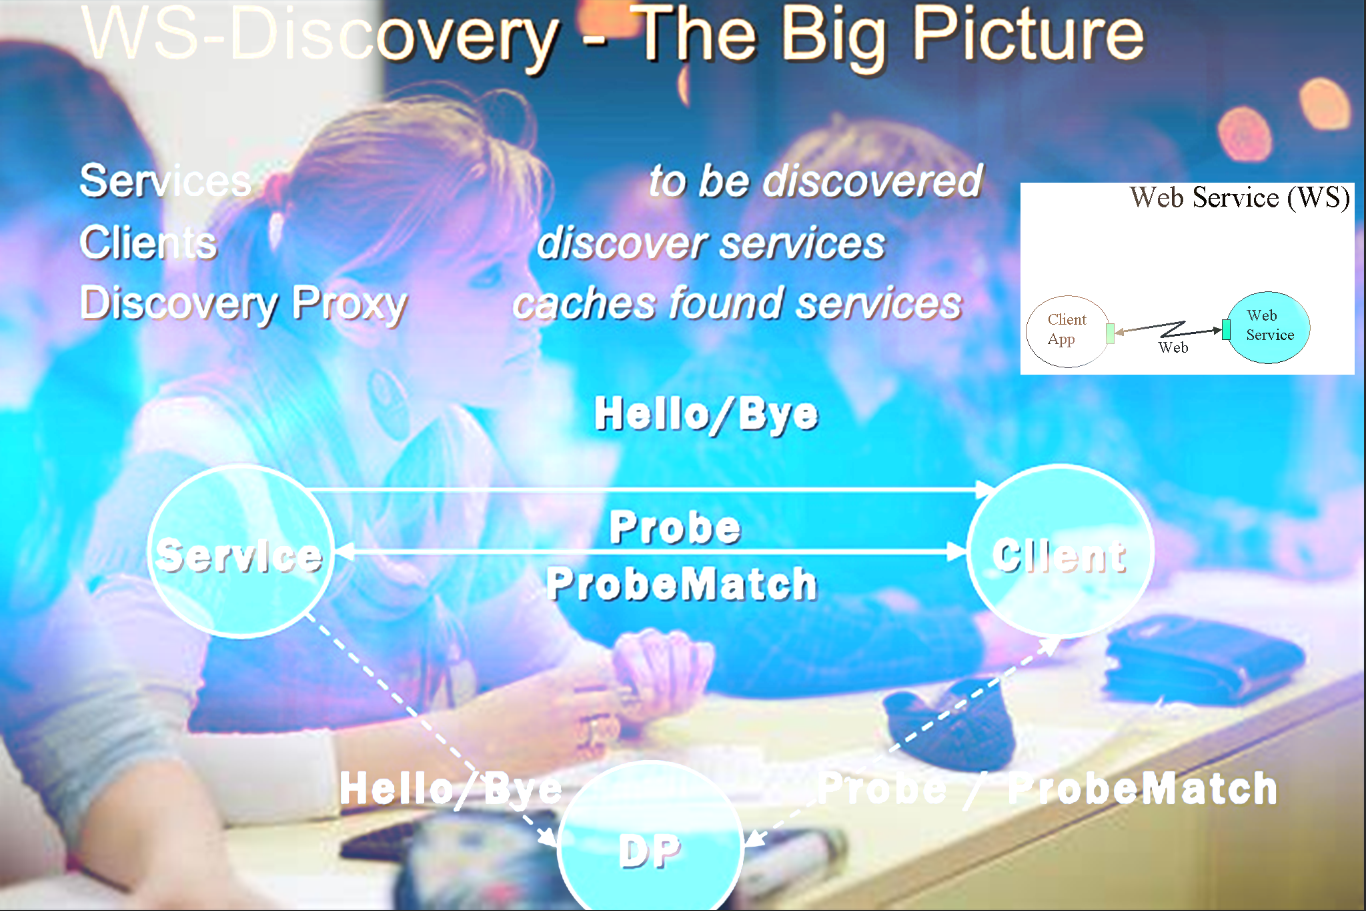 WS-Discovery - The Big Picture
Services to be discovered
Clients discover services
Discovery Proxy caches found services
Web Service (WS)
Client
App
Web
Web
Service
Hello/Bye
Service
Probe
ProbeMatch
Client
Hello/Bye
Probe / ProbeMatch
DP